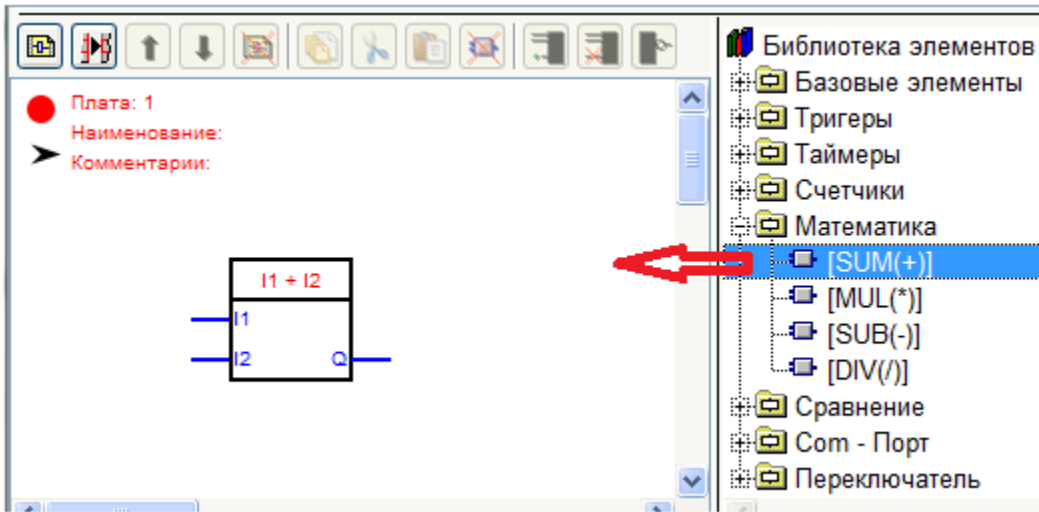 Плата: 1
Наименование:
Комментарии:
I1 + I2
I1
I2 Q
Библиотека элементов
Базовые элементы
Тригеры
Таймеры
Счетчики
Математика
[SUM(+)]
[MUL(*)]
[SUB(-)]
[DIV(/)]
Сравнение
Com - Порт
Переключатель